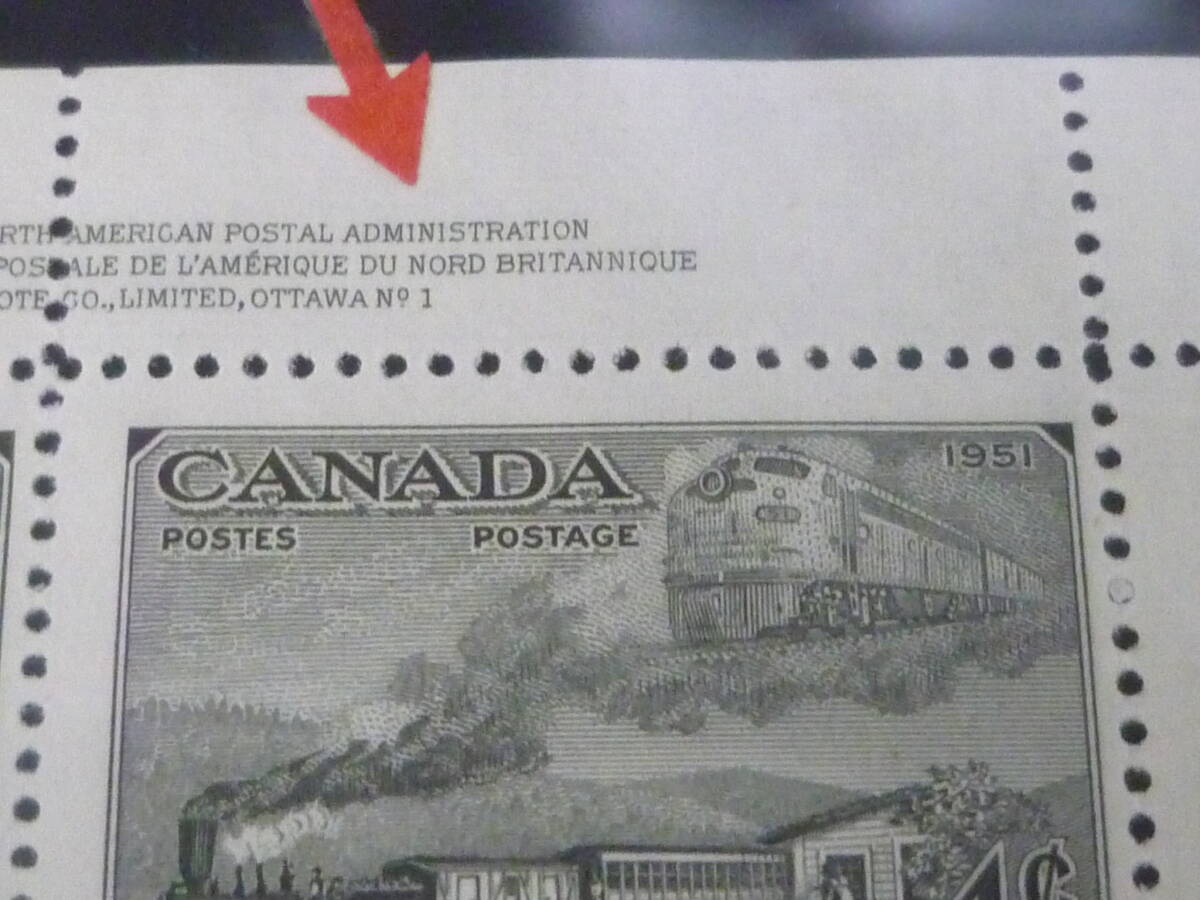 RTH AMERICAN POSTAL ADMINISTRATION
POSTALE DE L'AMÉRIQUE DU NORD BRITANNIQUE
OTE CO., LIMITED, OTTAWA Nº 1
CANADA
1951
POSTES POSTAGE
4¢